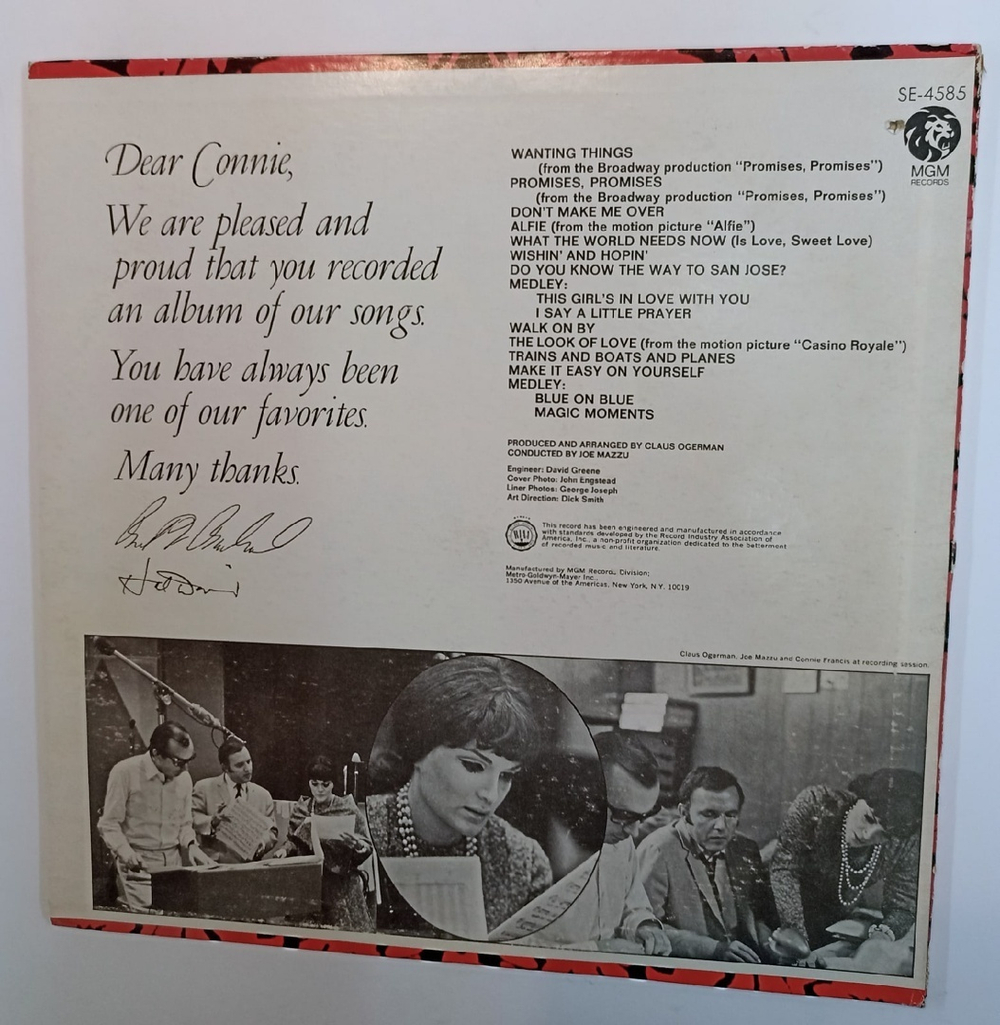 SE-4585
MGM
RECORDS
Dear Connie,
We are pleased and
proud that you recorded
an album of our songs.
You have always been
one of our favorites.
Many thanks.
Hal David
WANTING THINGS
(from the Broadway production "Promises, Promises")
PROMISES, PROMISES
(from the Broadway production "Promises, Promises")
DON'T MAKE ME OVER
ALFIE (from the motion picture "Alfie")
WHAT THE WORLD NEEDS NOW (Is Love, Sweet Love)
WISHIN' AND HOPIN'
DO YOU KNOW THE WAY TO SAN JOSE?
MEDLEY:
THIS GIRL'S IN LOVE WITH YOU
I SAY A LITTLE PRAYER
WALK ON BY
THE LOOK OF LOVE (from the motion picture "Casino Royale")
TRAINS AND BOATS AND PLANES
MAKE IT EASY ON YOURSELF
MEDLEY:
BLUE ON BLUE
MAGIC MOMENTS
PRODUCED AND ARRANGED BY CLAUS OGERMAN
CONDUCTED BY JOE MAZZU
Engineer: David Greene
Cover Photo: John Engstead
Liner Photos: George Joseph
Art Direction: Dick Smith
This record has been engineered and manufactured in accordance
with standards developed by the Record Industry Association of
America, Inc., a non-profit organization dedicated to the betterment
of recorded music and literature.
Manufactured by MGM Records Division;
Metro-Goldwyn-Mayer Inc.,
1350 Avenue of the Americas, New York, N.Y. 10019
Claus Ogerman, Joe Mazzu and Connie Francis at recording session.